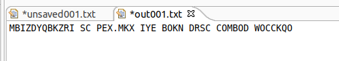 *unsaved001.txt *out001.txt
MBIZDYQBKZRI SC PEX.MKX IYE BOKN DRSC COMBOD WOCCKQO